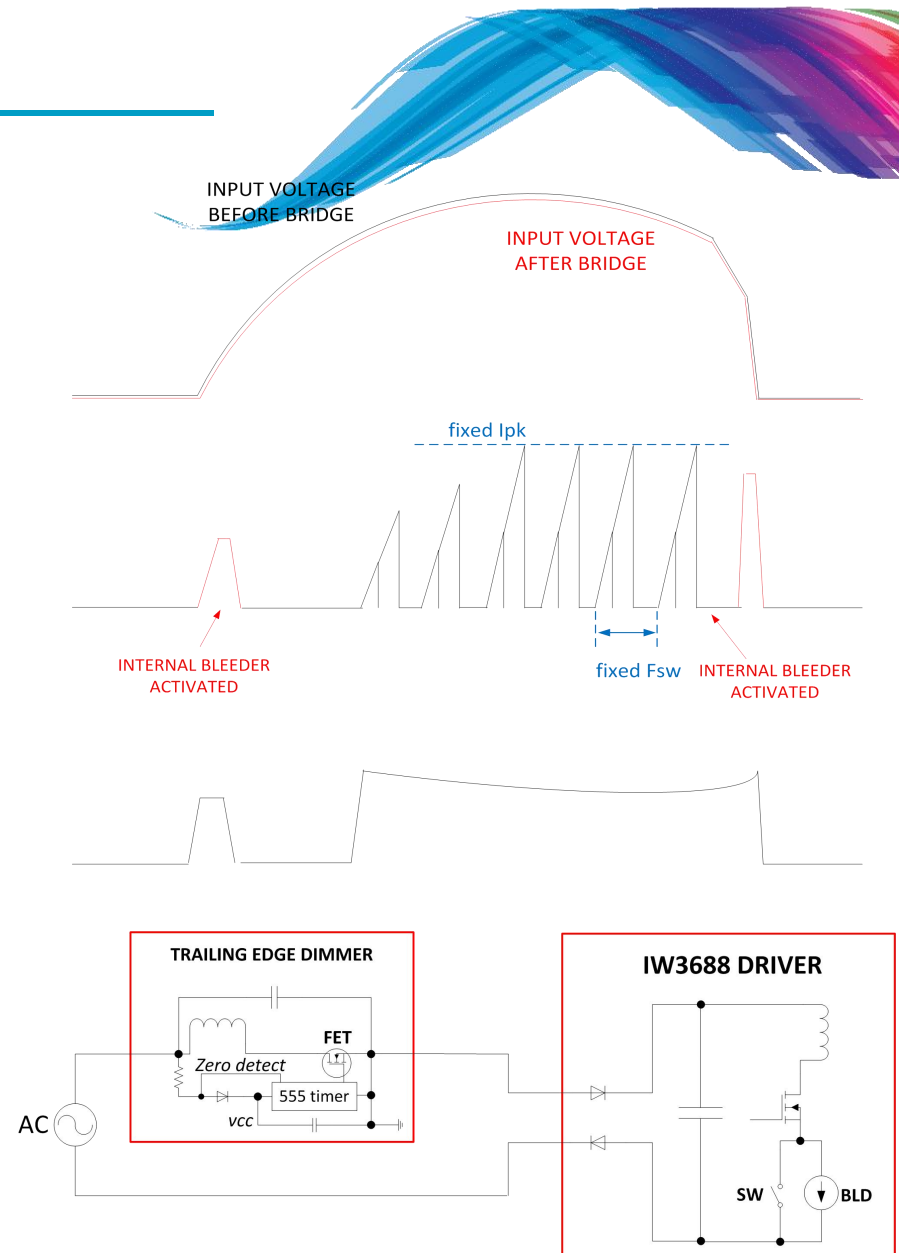 INPUT VOLTAGE
BEFORE BRIDGE
INPUT VOLTAGE
AFTER BRIDGE
fixed Ipk
fixed Fsw
INTERNAL BLEEDER
ACTIVATED
INTERNAL BLEEDER
ACTIVATED
TRAILING EDGE DIMMER
FET
Zero detect
555 timer
vcc
AC
IW3688 DRIVER
SW
BLD